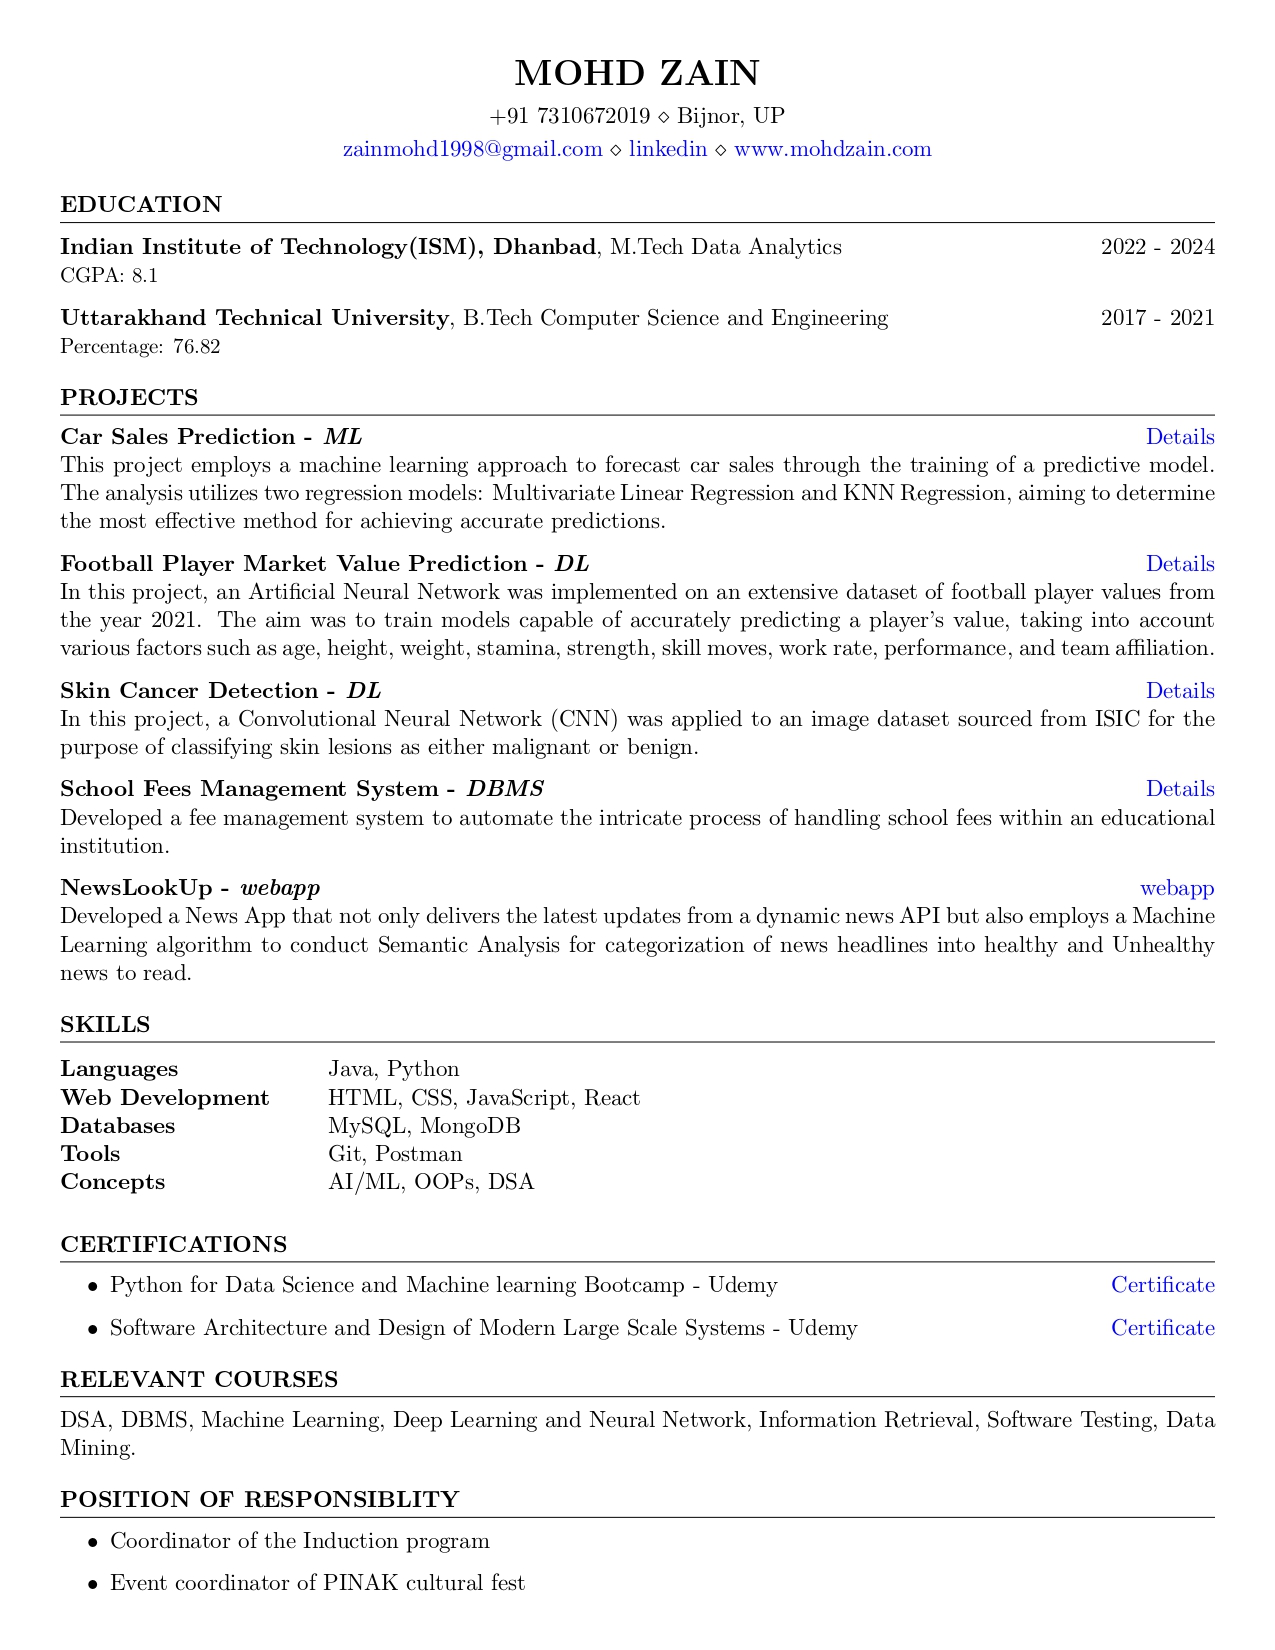 MOHD ZAIN
+91 7310672019 ⋄ Bijnor, UP
zainmohd1998@gmail.com ⋄ linkedin ⋄ www.mohdzain.com
EDUCATION
Indian Institute of Technology(ISM), Dhanbad, M.Tech Data Analytics 2022 - 2024
CGPA: 8.1
Uttarakhand Technical University, B.Tech Computer Science and Engineering 2017 - 2021
Percentage: 76.82
PROJECTS
Car Sales Prediction - ML Details
This project employs a machine learning approach to forecast car sales through the training of a predictive model.
The analysis utilizes two regression models: Multivariate Linear Regression and KNN Regression, aiming to determine
the most effective method for achieving accurate predictions.
Football Player Market Value Prediction - DL Details
In this project, an Artificial Neural Network was implemented on an extensive dataset of football player values from
the year 2021. The aim was to train models capable of accurately predicting a player's value, taking into account
various factors such as age, height, weight, stamina, strength, skill moves, work rate, performance, and team affiliation.
Skin Cancer Detection - DL Details
In this project, a Convolutional Neural Network (CNN) was applied to an image dataset sourced from ISIC for the
purpose of classifying skin lesions as either malignant or benign.
School Fees Management System - DBMS Details
Developed a fee management system to automate the intricate process of handling school fees within an educational
institution.
NewsLookUp - webapp webapp
Developed a News App that not only delivers the latest updates from a dynamic news API but also employs a Machine
Learning algorithm to conduct Semantic Analysis for categorization of news headlines into healthy and Unhealthy
news to read.
SKILLS
Languages Java, Python
Web Development HTML, CSS, JavaScript, React
Databases MySQL, MongoDB
Tools Git, Postman
Concepts AI/ML, OOPs, DSA
CERTIFICATIONS
• Python for Data Science and Machine learning Bootcamp - Udemy Certificate
• Software Architecture and Design of Modern Large Scale Systems - Udemy Certificate
RELEVANT COURSES
DSA, DBMS, Machine Learning, Deep Learning and Neural Network, Information Retrieval, Software Testing, Data
Mining.
POSITION OF RESPONSIBLITY
• Coordinator of the Induction program
• Event coordinator of PINAK cultural fest